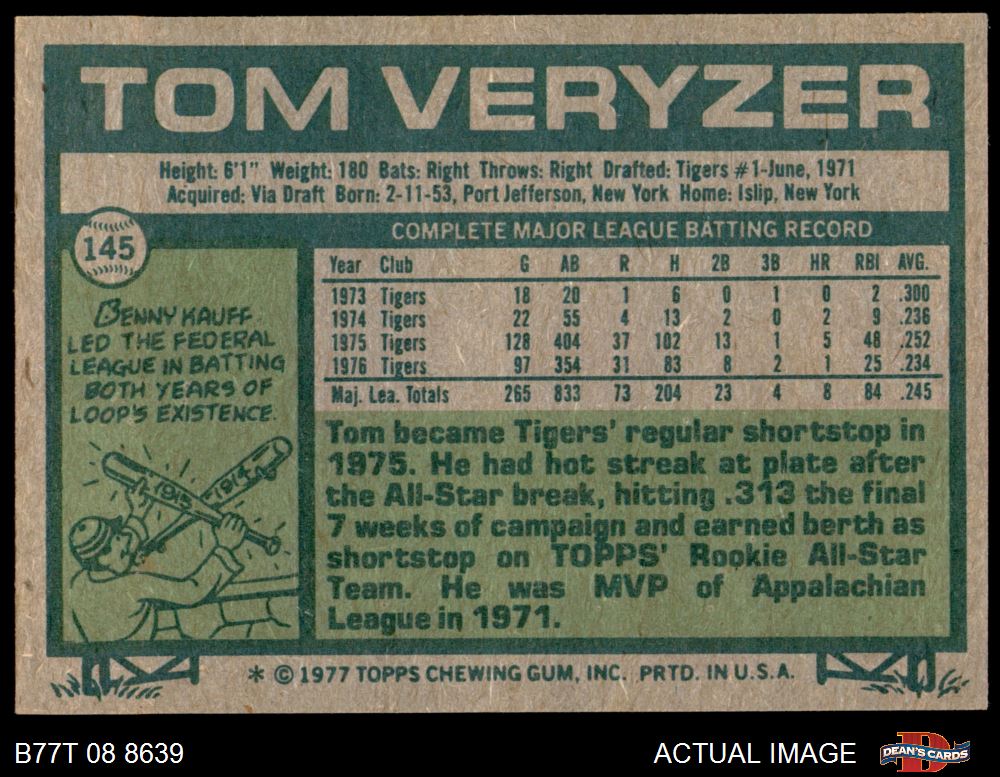 TOM VERYZER
Height: 6'1" Weight: 180 Bats: Right Throws: Right Drafted: Tigers #1-June, 1971
Acquired: Via Draft Born: 2-11-53, Port Jefferson, New York Home: Islip, New York
145
COMPLETE MAJOR LEAGUE BATTING RECORD
Year Club G AB R H 2B 3B HR RBI AVG.
1973 Tigers 18 20 1 6 0 1 0 2 .300
1974 Tigers 22 55 4 13 2 0 2 9 .236
1975 Tigers 128 404 37 102 13 1 5 48 .252
1976 Tigers 97 354 31 83 8 2 1 25 .234
Maj. Lea. Totals 265 833 73 204 23 4 8 84 .245
BENNY KAUFF
LED THE FEDERAL
LEAGUE IN BATTING
BOTH YEARS OF
LOOP'S EXISTENCE.
1915 1914
Tom became Tigers' regular shortstop in
1975. He had hot streak at plate after
the All-Star break, hitting .313 the final
7 weeks of campaign and earned berth as
shortstop on TOPPS' Rookie All-Star
Team. He was MVP of Appalachian
League in 1971.
* © 1977 TOPPS CHEWING GUM, INC. PRTD. IN U.S.A.
B77T 08 8639
ACTUAL IMAGE
D
DEAN'S CARDS